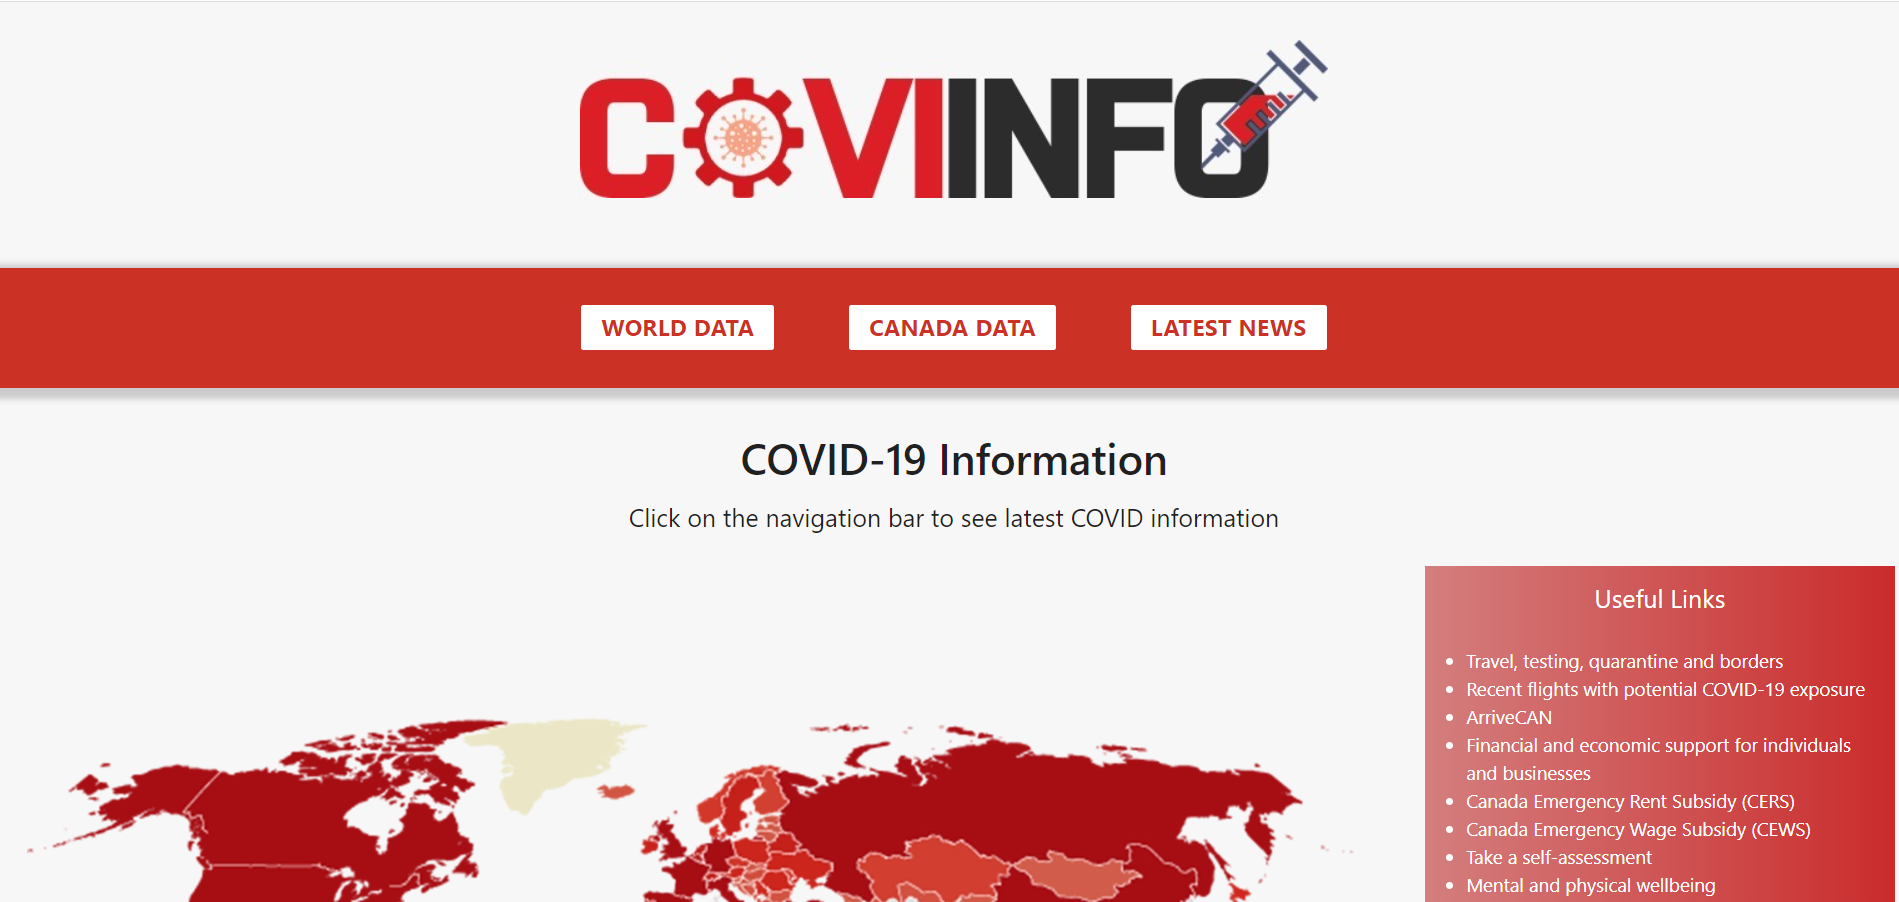 COVIINFO
WORLD DATA
CANADA DATA
LATEST NEWS
COVID-19 Information
Click on the navigation bar to see latest COVID information
Useful Links
Travel, testing, quarantine and borders
Recent flights with potential COVID-19 exposure
ArriveCAN
Financial and economic support for individuals
and businesses
Canada Emergency Rent Subsidy (CERS)
Canada Emergency Wage Subsidy (CEWS)
Take a self-assessment
Mental and physical wellbeing